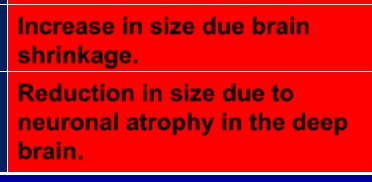 Increase in size due brain
shrinkage.
Reduction in size due to
neuronal atrophy in the deep
brain.